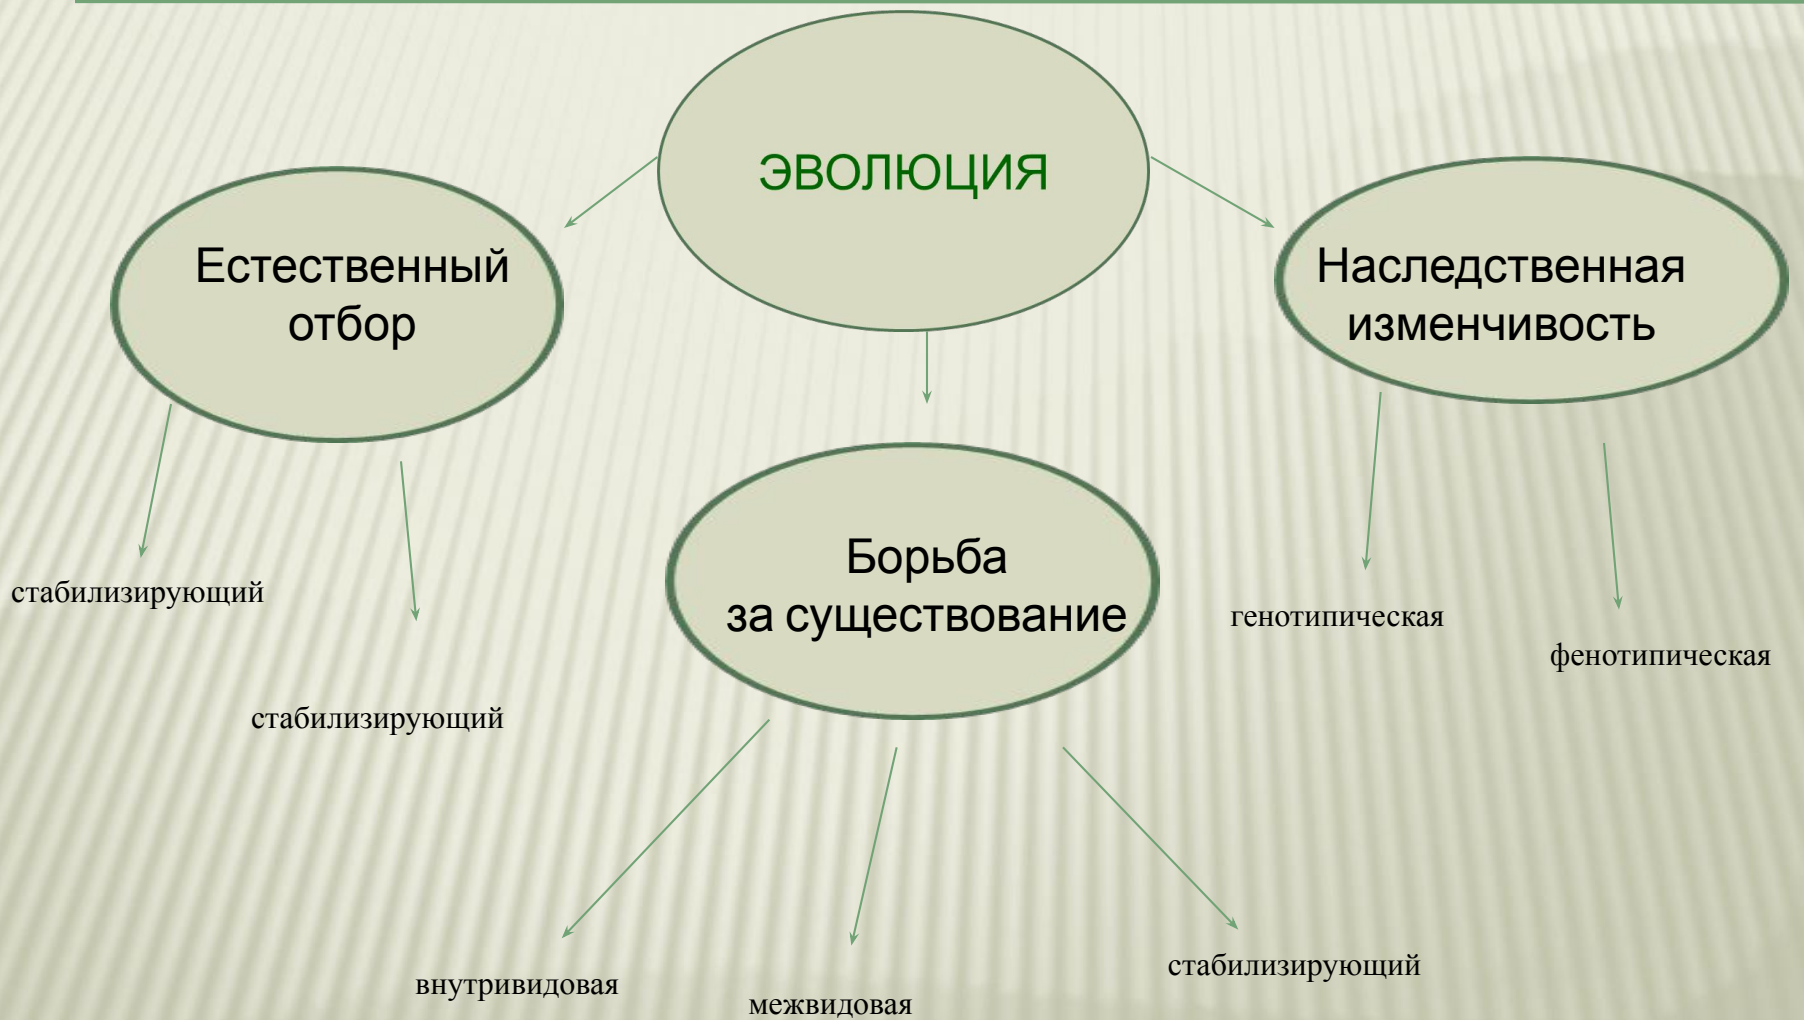 ЭВОЛЮЦИЯ
Естественный
отбор
Наследственная
изменчивость
Борьба
за существование
стабилизирующий
стабилизирующий
генотипическая
фенотипическая
внутривидовая
межвидовая
стабилизирующий